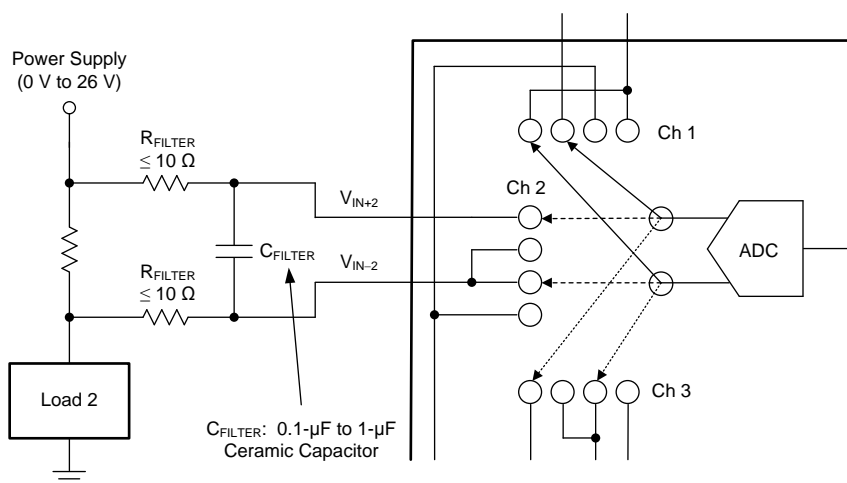 Power Supply
(0 V to 26 V)
R_FILTER
≤ 10 Ω
V_IN+2
C_FILTER
V_IN–2
R_FILTER
≤ 10 Ω
Load 2
C_FILTER: 0.1-µF to 1-µF
Ceramic Capacitor
Ch 1
Ch 2
ADC
Ch 3